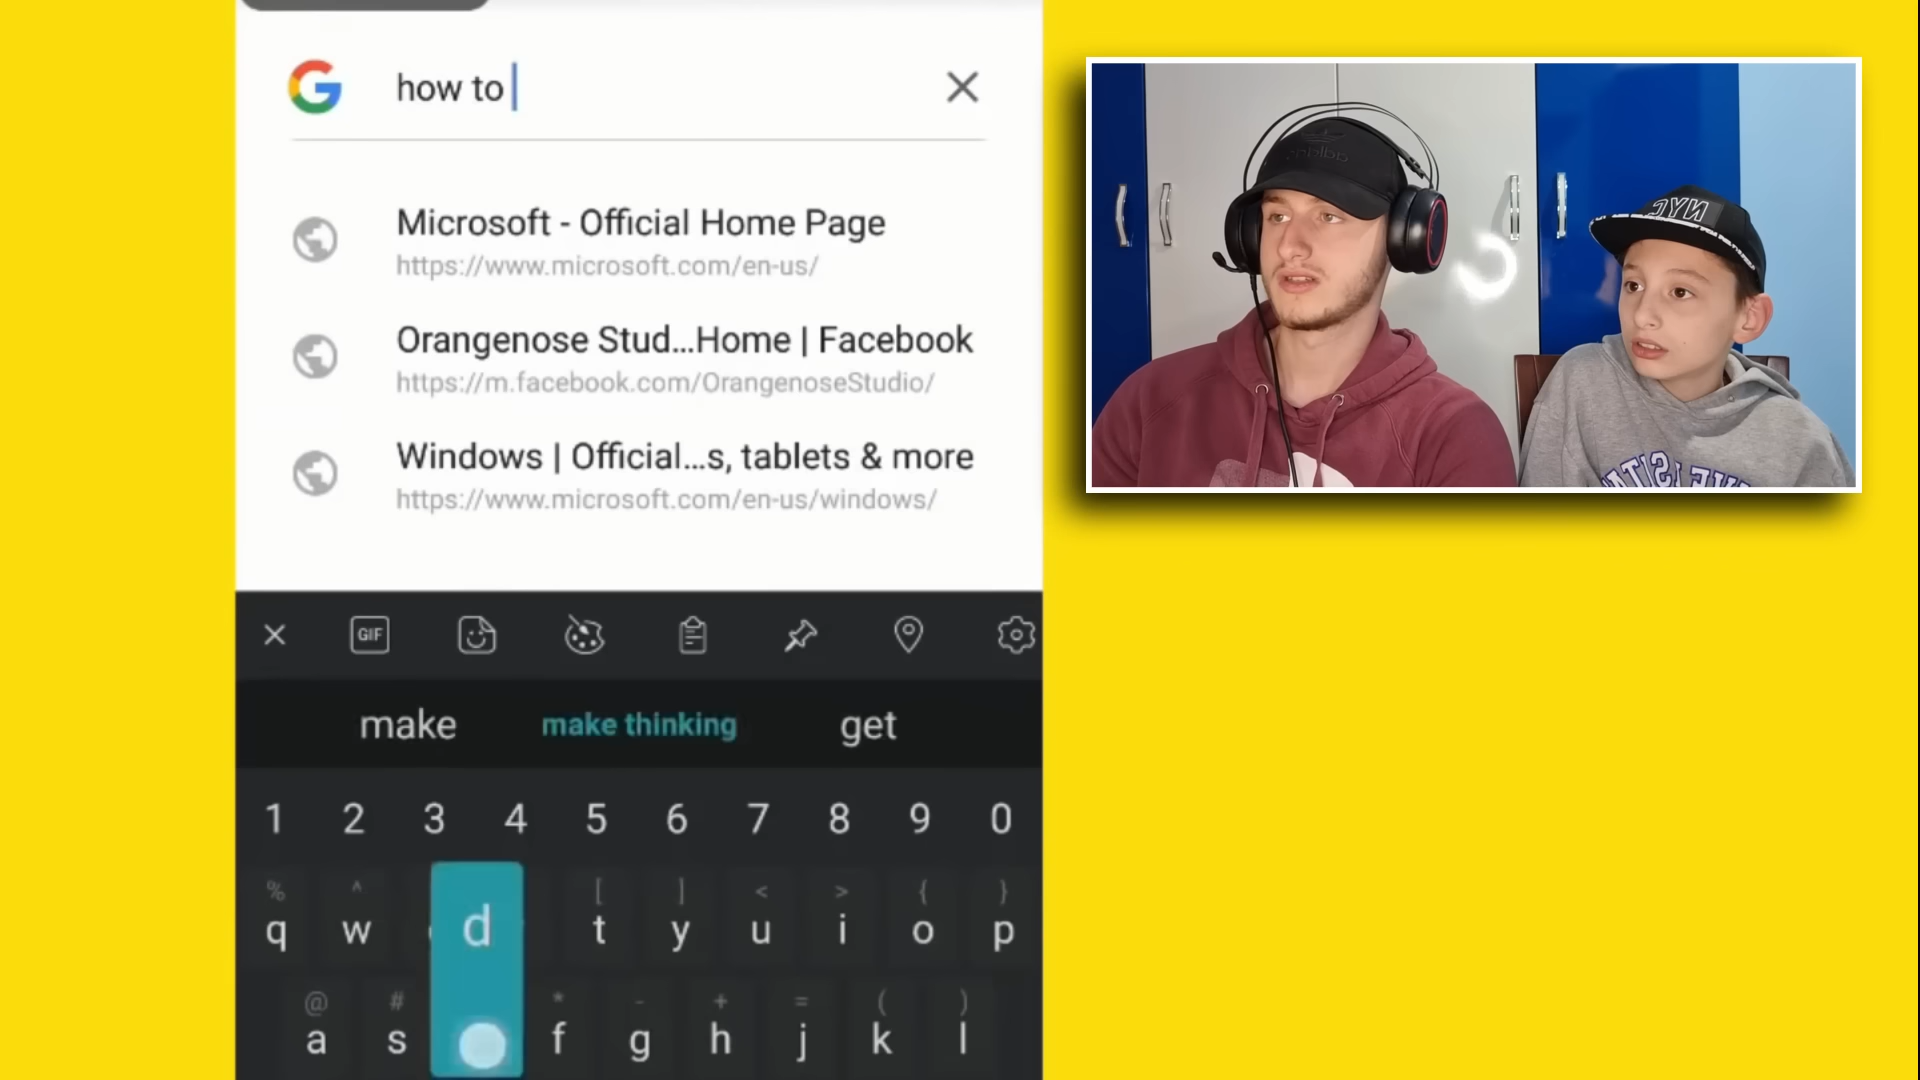 how to
Microsoft - Official Home Page
https://www.microsoft.com/en-us/
Orangenose Stud...Home | Facebook
https://m.facebook.com/OrangenoseStudio/
Windows | Official...s, tablets & more
https://www.microsoft.com/en-us/windows/
GIF
make make thinking get
1 2 3 4 5 6 7 8 9 0
% ^ [ ] < > { }
q w d t y u i o p
@ # * - + = ( )
a s f g h j k l
adidas
NYC